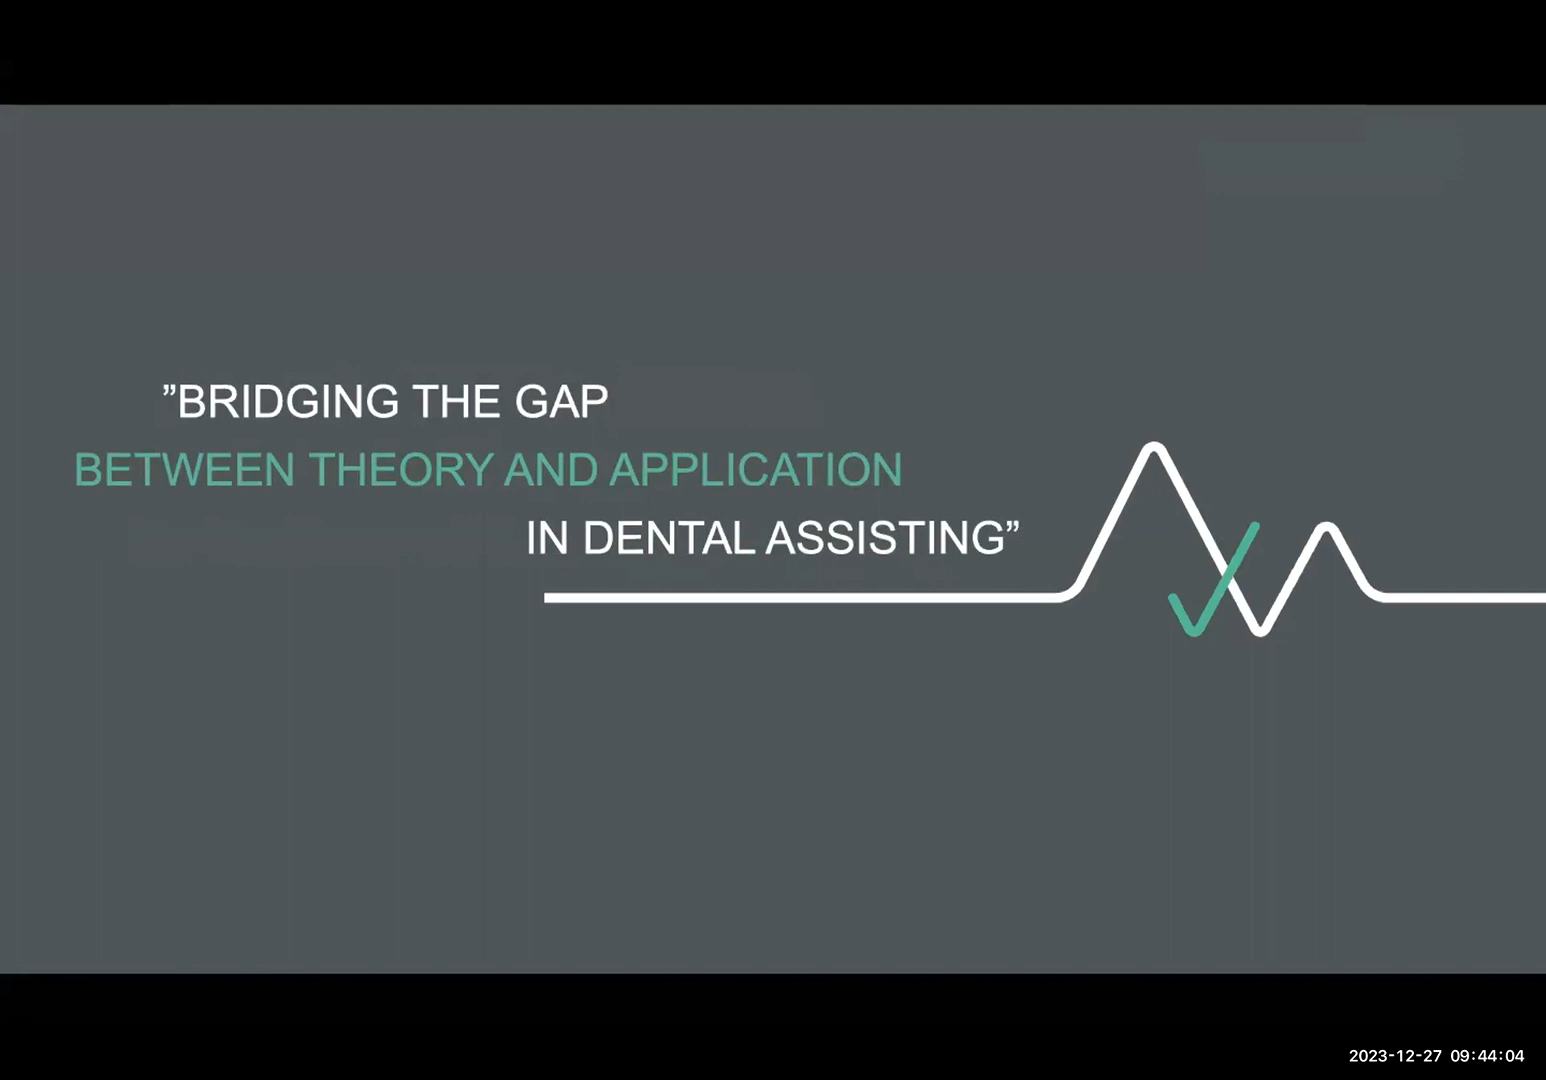 ”BRIDGING THE GAP
BETWEEN THEORY AND APPLICATION
IN DENTAL ASSISTING”
2023-12-27 09:44:04